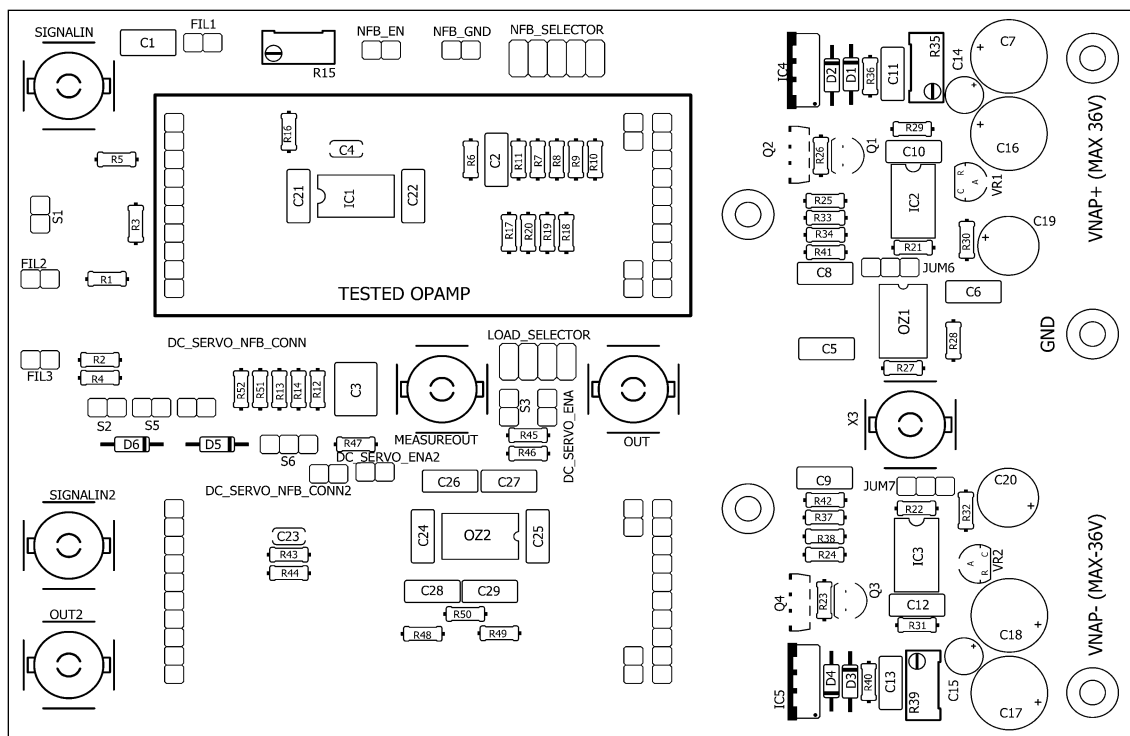 SIGNALIN
C1
FIL1
R15
NFB_EN
NFB_GND
NFB_SELECTOR
IC4
D2
D1
R36
C11
R35
C14
C7
R5
R16
C4
C21
IC1
C22
R6
C2
R11
R7
R8
R9
R10
Q2
R26
Q1
R29
C10
C16
VNAP+ (MAX 36V)
S1
R3
R17
R20
R19
R18
R25
R33
R34
R41
IC2
C
R
A
VR1
R21
R30
C19
FIL2
R1
TESTED OPAMP
C8
JUM6
C6
OZ1
DC_SERVO_NFB_CONN
LOAD_SELECTOR
C5
R28
GND
FIL3
R2
R4
R52
R51
R13
R14
R12
C3
R27
S2
S5
S3
DC_SERVO_ENA
X3
D6
D5
S6
R47
MEASUREOUT
R45
R46
OUT
DC_SERVO_ENA2
C26
C27
DC_SERVO_NFB_CONN2
SIGNALIN2
C9
JUM7
C20
R42
R37
R38
R24
R22
R32
C23
R43
R44
C24
OZ2
C25
IC3
C
R
A
VR2
C28
C29
R50
R48
R49
Q4
R23
Q3
C12
R31
C18
VNAP- (MAX-36V)
OUT2
IC5
D4
D3
R40
C13
R39
C15
C17